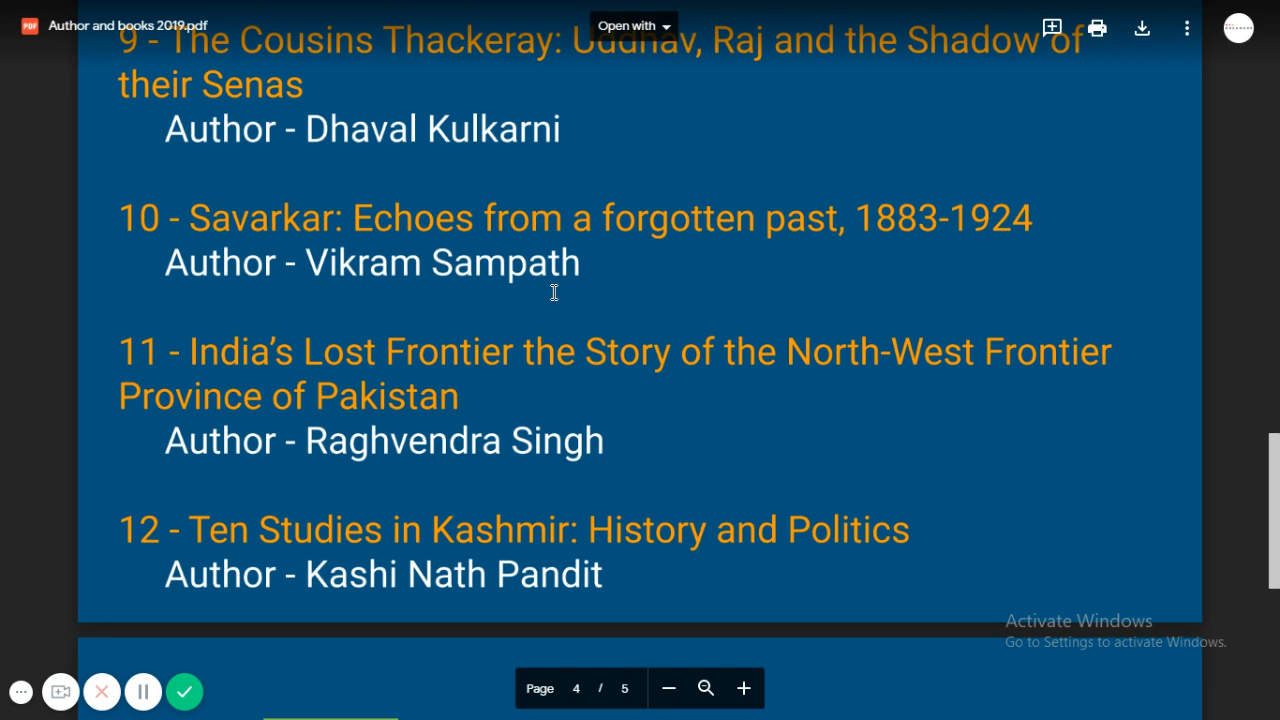 PDF
Author and books 2019.pdf
Open with
9 - The Cousins Thackeray: Uddhav, Raj and the Shadow of
their Senas
Author - Dhaval Kulkarni
10 - Savarkar: Echoes from a forgotten past, 1883-1924
Author - Vikram Sampath
11 - India’s Lost Frontier the Story of the North-West Frontier
Province of Pakistan
Author - Raghvendra Singh
12 - Ten Studies in Kashmir: History and Politics
Author - Kashi Nath Pandit
Activate Windows
Go to Settings to activate Windows.
Page 4 / 5